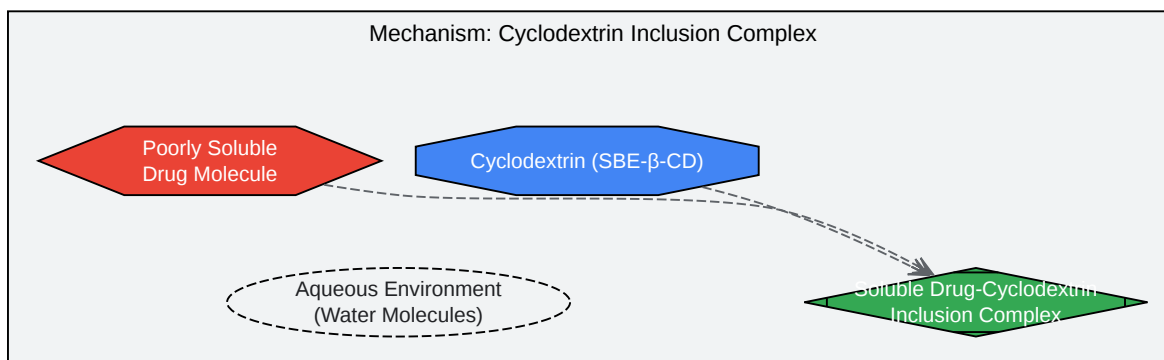 Mechanism: Cyclodextrin Inclusion Complex
Poorly Soluble
Drug Molecule
Cyclodextrin (SBE-β-CD)
Aqueous Environment
(Water Molecules)
Soluble Drug-Cyclodextrin
Inclusion Complex